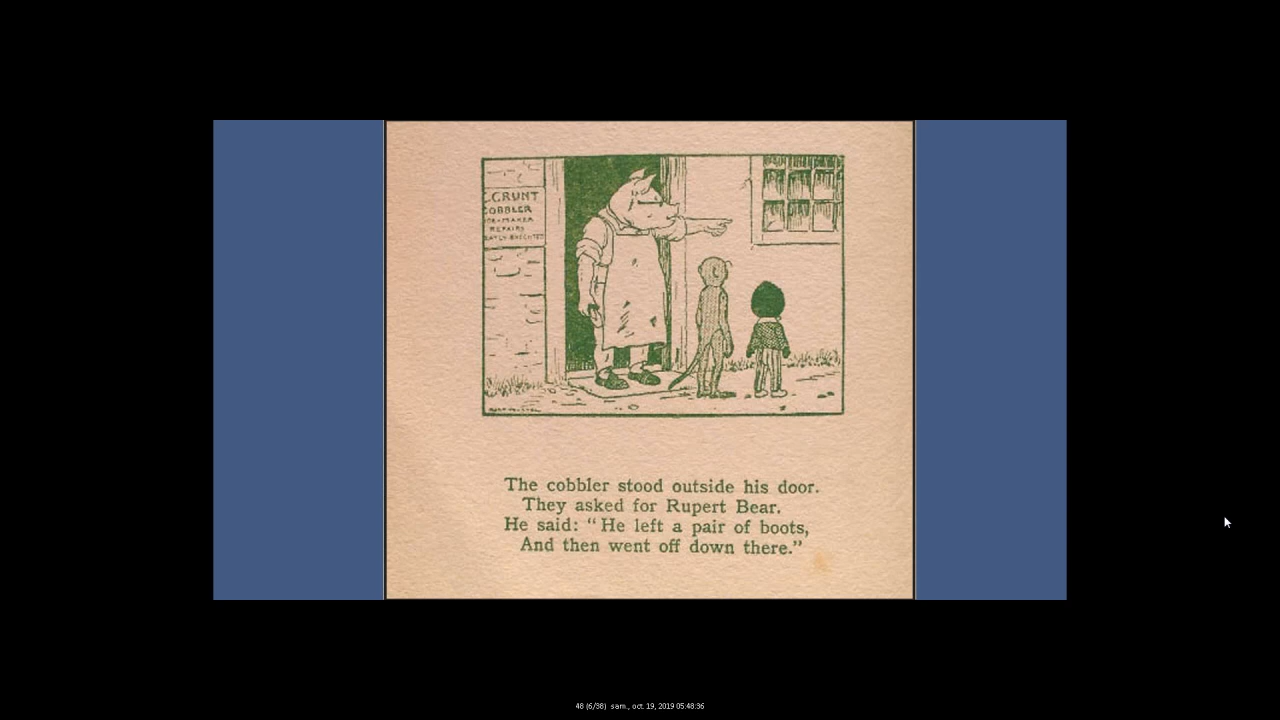 GRUNT
COBBLER
REPAIRS
The cobbler stood outside his door.
They asked for Rupert Bear.
He said: “He left a pair of boots,
And then went off down there.”
48 (6/38) sam., oct. 19, 2019 05:48:36